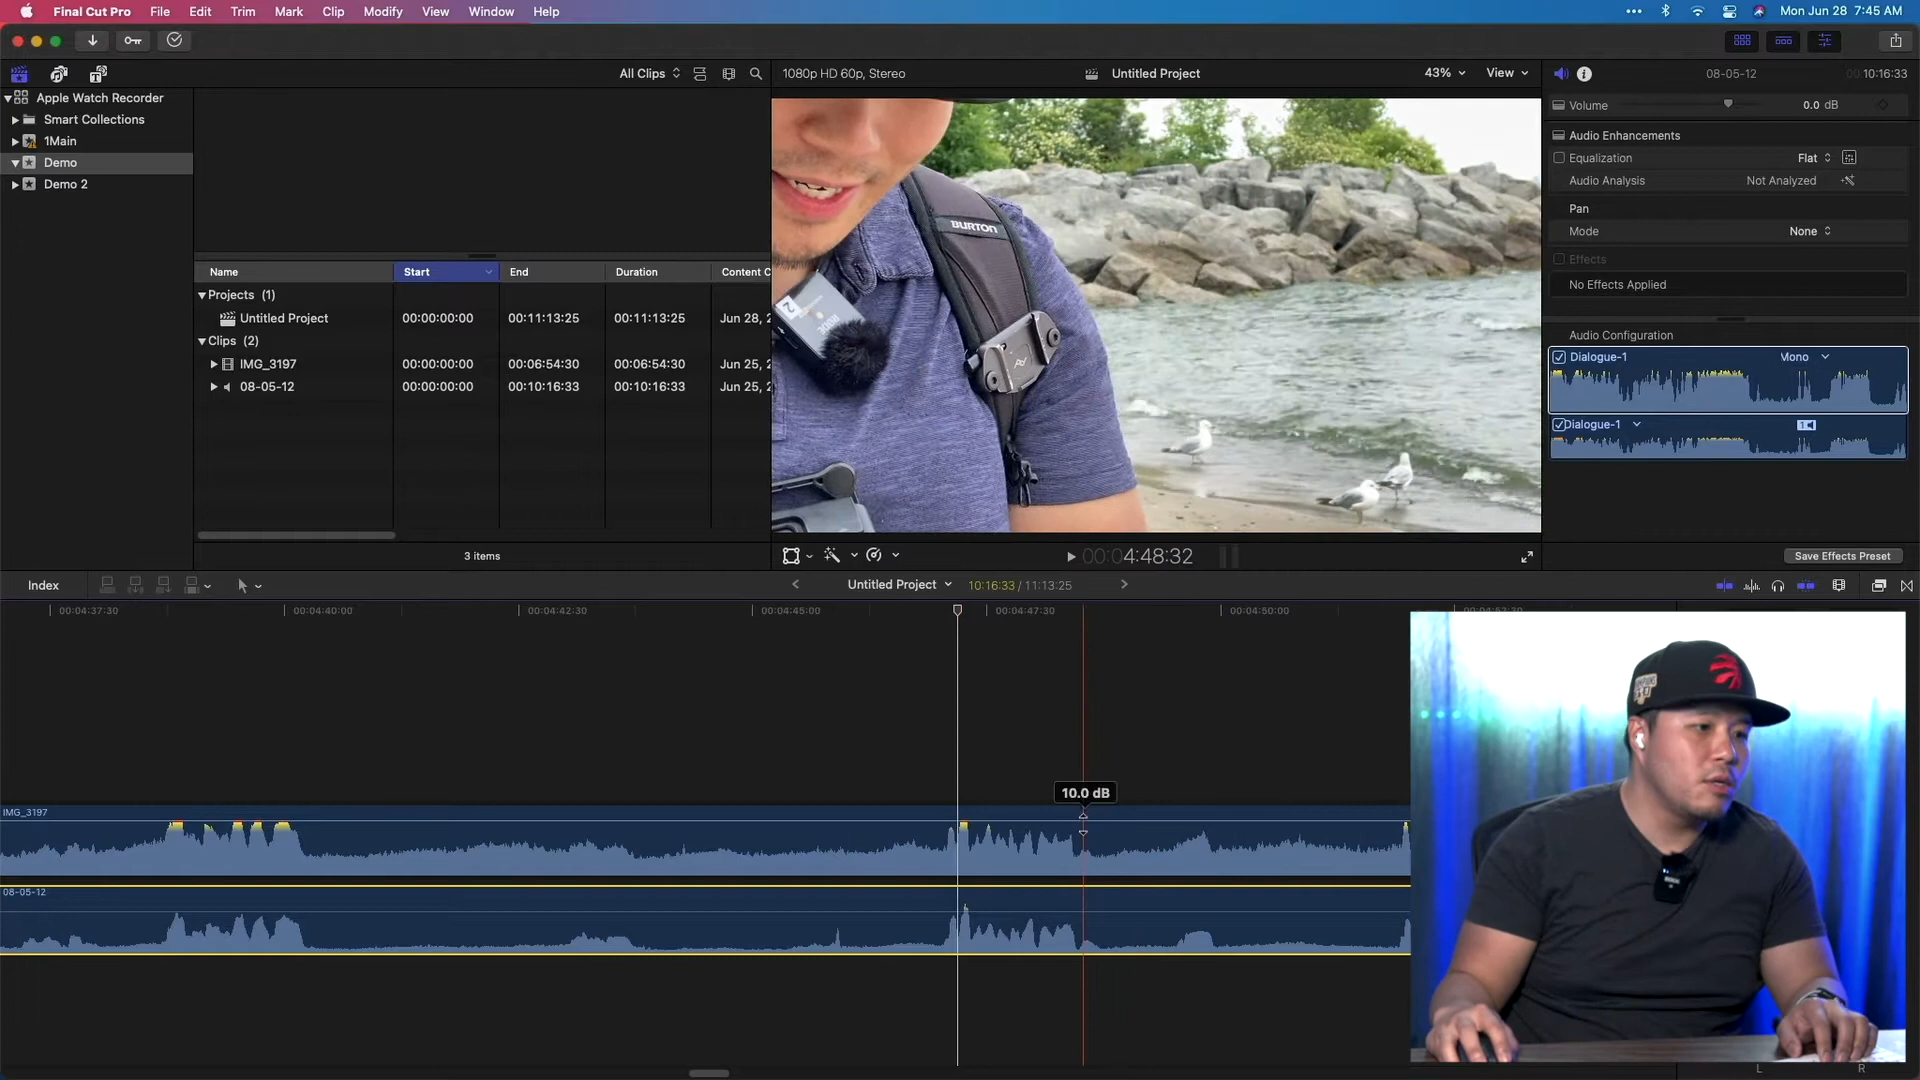 Final Cut Pro File Edit Trim Mark Clip Modify View Window Help
Mon Jun 28 7:45 AM
All Clips
1080p HD 60p, Stereo
Untitled Project
43%
View
08-05-12
10:16:33
Apple Watch Recorder
Smart Collections
1Main
Demo
Demo 2
Name Start End Duration Content C
Projects (1)
Untitled Project 00:00:00:00 00:11:13:25 00:11:13:25 Jun 28, 2
Clips (2)
IMG_3197 00:00:00:00 00:06:54:30 00:06:54:30 Jun 25, 2
08-05-12 00:00:00:00 00:10:16:33 00:10:16:33 Jun 25, 2
3 items
BURTON
RØDE
2
00:04:48:32
Volume 0.0 dB
Audio Enhancements
Equalization Flat
Audio Analysis Not Analyzed
Pan
Mode None
Effects
No Effects Applied
Audio Configuration
Dialogue-1 Mono
Dialogue-1 1
Save Effects Preset
Index
Untitled Project 10:16:33 / 11:13:25
00:04:37:30 00:04:40:00 00:04:42:30 00:04:45:00 00:04:47:30 00:04:50:00
10.0 dB
IMG_3197
08-05-12
L R